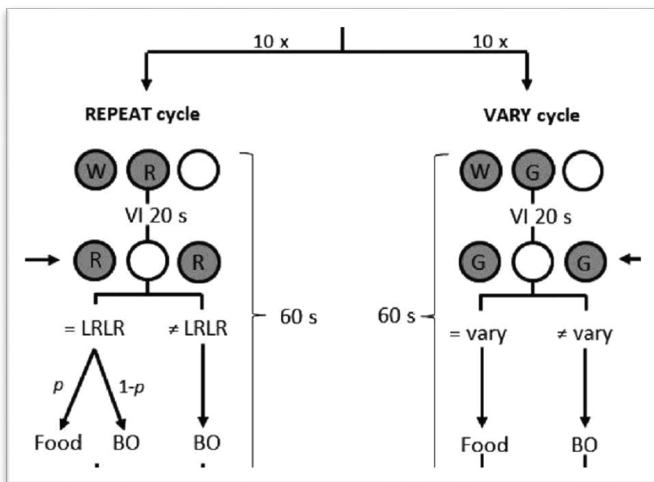 10 x 10 x
REPEAT cycle VARY cycle
W R W G
VI 20 s VI 20 s
R R G G
60 s 60 s
= LRLR ≠ LRLR = vary ≠ vary
p 1-p
Food BO BO Food BO